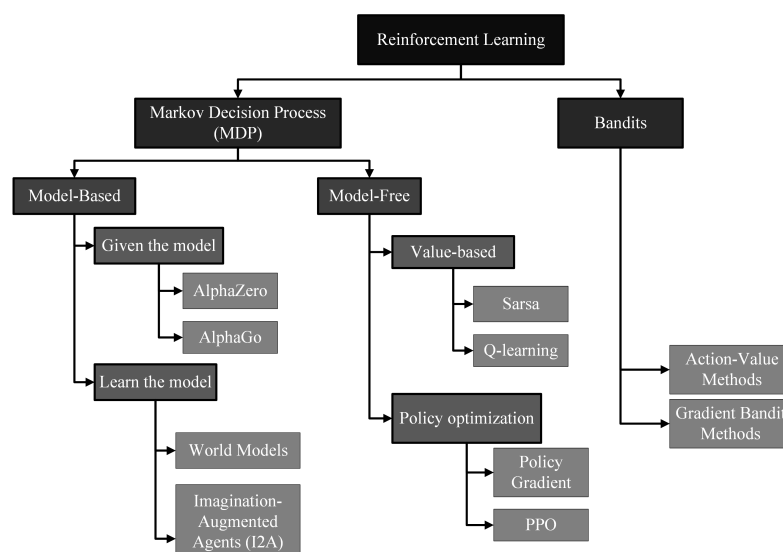 Reinforcement Learning
Markov Decision Process
(MDP)
Bandits
Model-Based
Model-Free
Given the model
Value-based
AlphaZero
Sarsa
AlphaGo
Q-learning
Action-Value
Methods
Learn the model
Policy optimization
Gradient Bandit
Methods
World Models
Policy
Gradient
Imagination-
Augmented
Agents (I2A)
PPO